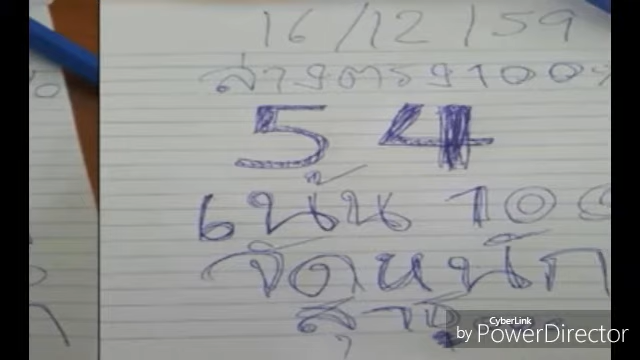 16/12/59
ล่างตรง100%
54
เน้น 100
จัดหนัก
CyberLink
by PowerDirector